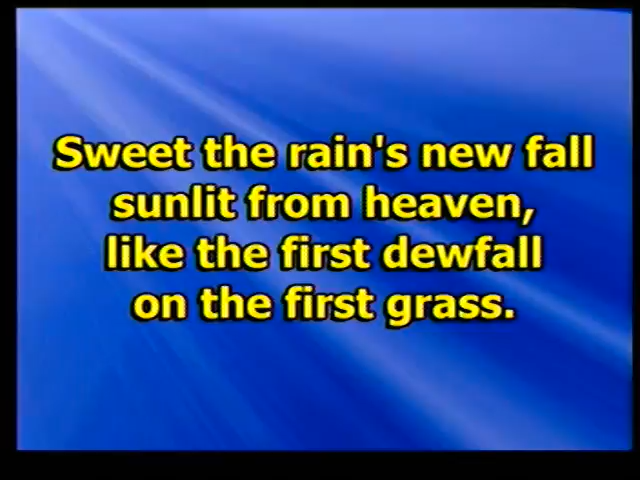 Sweet the rain's new fall
sunlit from heaven,
like the first dewfall
on the first grass.